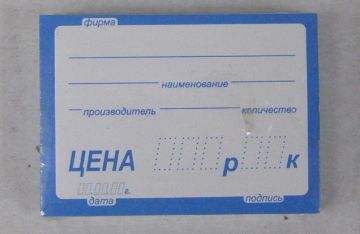 фирма
наименование
производитель количество
ЦЕНА р к
г.
дата подпись